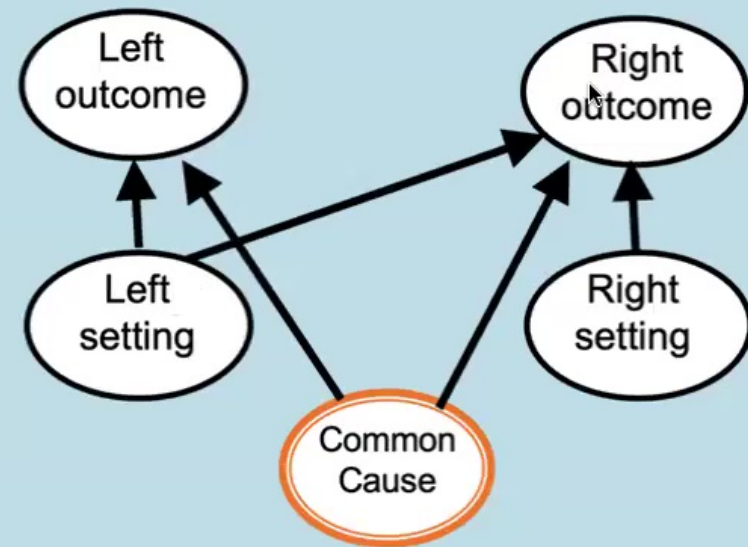 Left
outcome
Right
outcome
Left
setting
Right
setting
Common
Cause